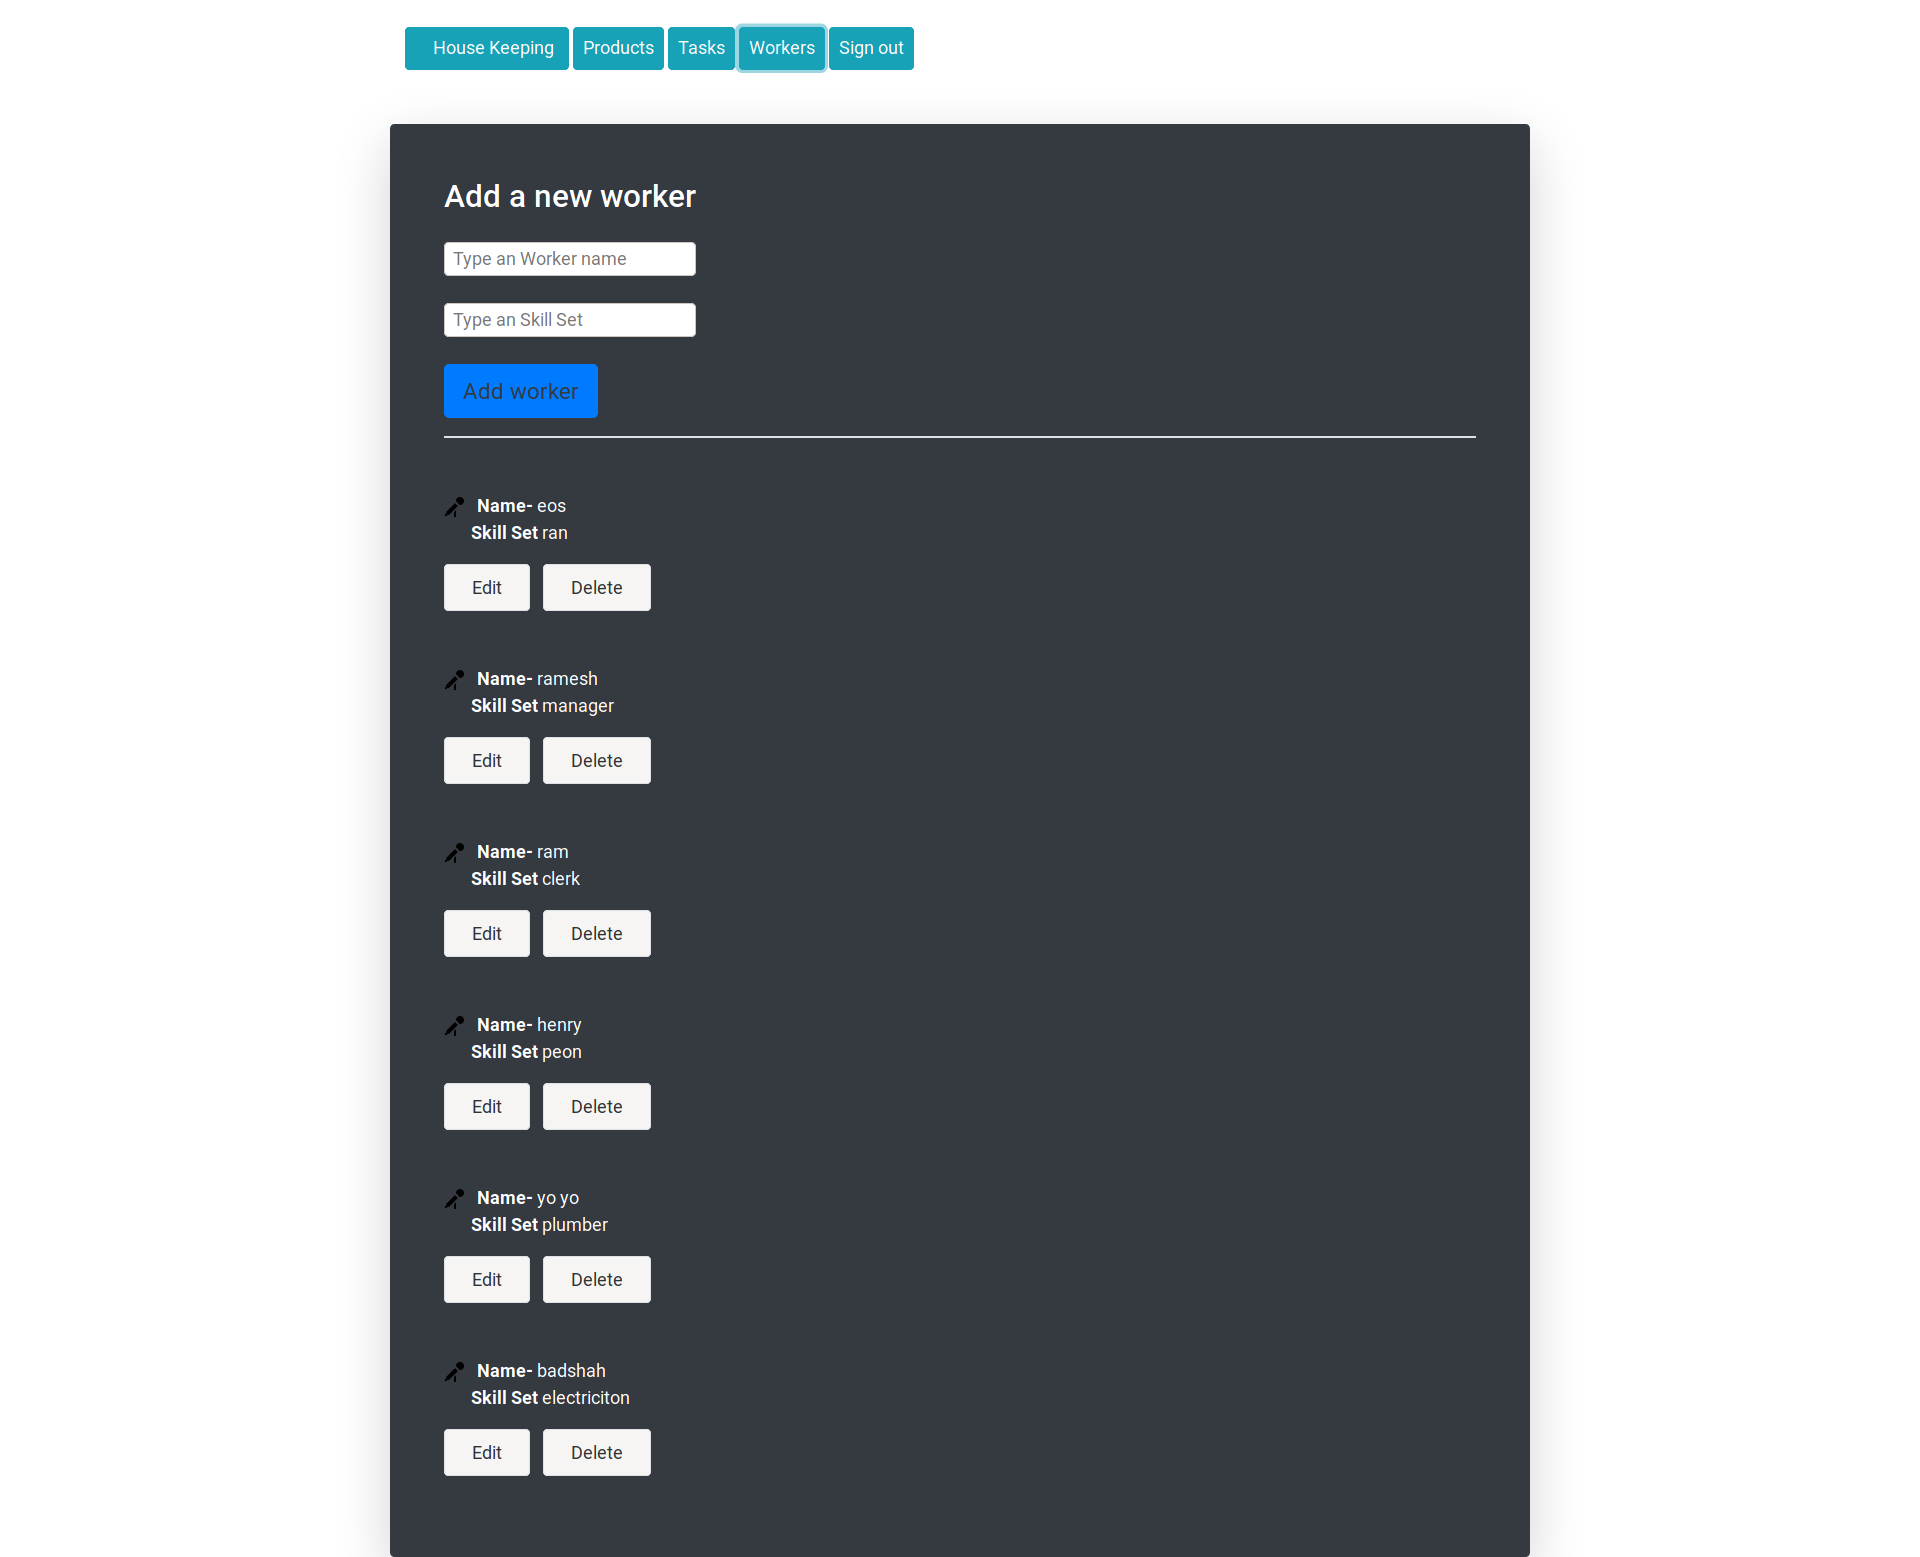 House Keeping Products Tasks Workers Sign out
Add a new worker
Type an Worker name
Type an Skill Set
Add worker
Name- eos
Skill Set ran
Edit Delete
Name- ramesh
Skill Set manager
Edit Delete
Name- ram
Skill Set clerk
Edit Delete
Name- henry
Skill Set peon
Edit Delete
Name- yo yo
Skill Set plumber
Edit Delete
Name- badshah
Skill Set electriciton
Edit Delete